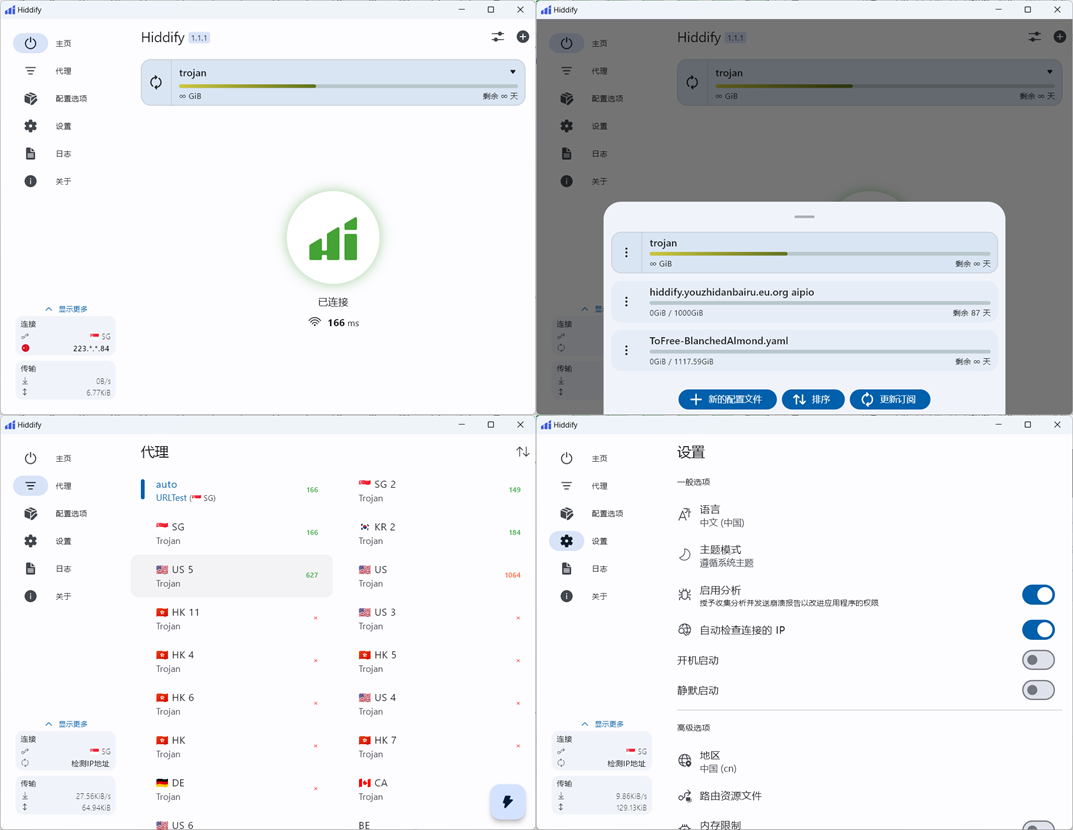 Hiddify
主页
代理
配置选项
设置
日志
关于
Hiddify 1.1.1
trojan
∞ GiB
剩余 ∞ 天
已连接
166 ms
显示更多
连接
SG
223.*.*.84
传输
0B/s
6.77KiB
Hiddify
主页
代理
配置选项
设置
日志
关于
Hiddify 1.1.1
trojan
∞ GiB
剩余 ∞ 天
显
连接
传输
trojan
∞ GiB
剩余 ∞ 天
hiddify.youzhidanbairu.eu.org aipio
0GiB / 1000GiB
剩余 87 天
ToFree-BlanchedAlmond.yaml
0GiB / 1117.59GiB
剩余 ∞ 天
新的配置文件
排序
更新订阅
Hiddify
主页
代理
配置选项
设置
日志
关于
显示更多
连接
SG
检测IP地址
传输
27.56KiB/s
64.94KiB
代理
auto
URLTest (SG)
166
SG 2
Trojan
149
SG
Trojan
166
KR 2
Trojan
184
US 5
Trojan
627
US
Trojan
1064
HK 11
Trojan
×
US 3
Trojan
×
HK 4
Trojan
×
HK 5
Trojan
×
HK 6
Trojan
×
US 4
Trojan
×
HK
Trojan
×
HK 7
Trojan
×
DE
Trojan
×
CA
Trojan
US 6
BE
Hiddify
主页
代理
配置选项
设置
日志
关于
显示更多
连接
SG
检测IP地址
传输
9.86KiB/s
129.13KiB
设置
一般选项
语言
中文 (中国)
主题模式
遵循系统主题
启用分析
授予收集分析并发送崩溃报告以改进应用程序的权限
自动检查连接的 IP
开机启动
静默启动
高级选项
地区
中国 (cn)
路由资源文件
内存限制